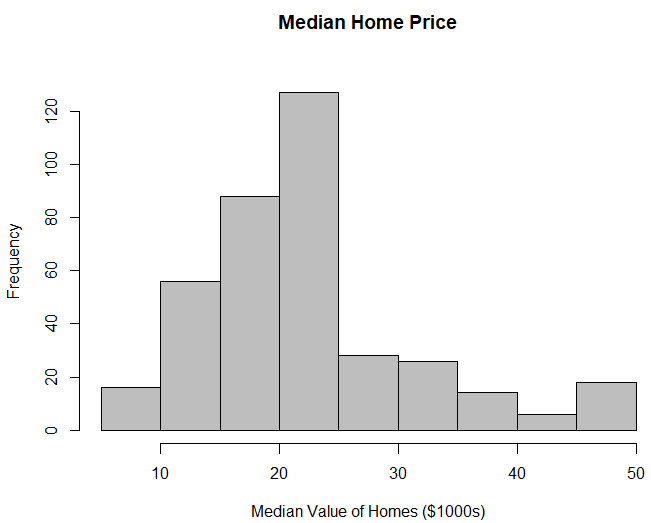 Median Home Price
Frequency
0 20 40 60 80 100 120
10 20 30 40 50
Median Value of Homes ($1000s)